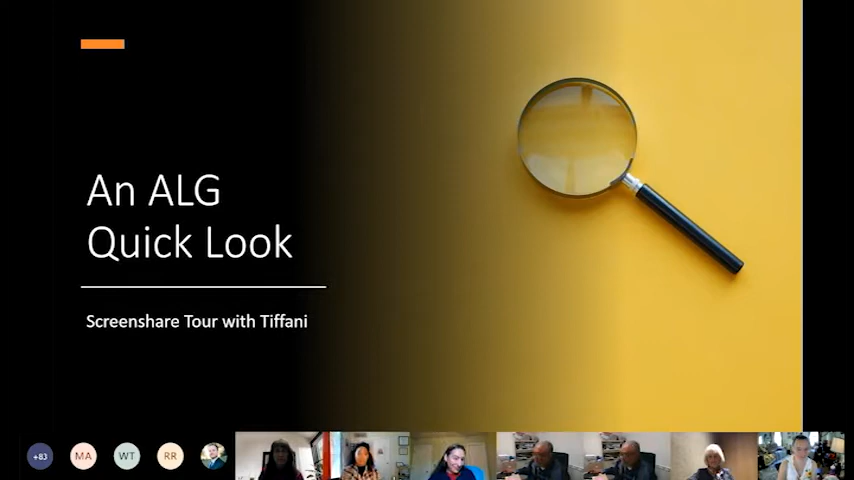 An ALG
Quick Look
Screenshare Tour with Tiffani
+83
MA
WT
RR